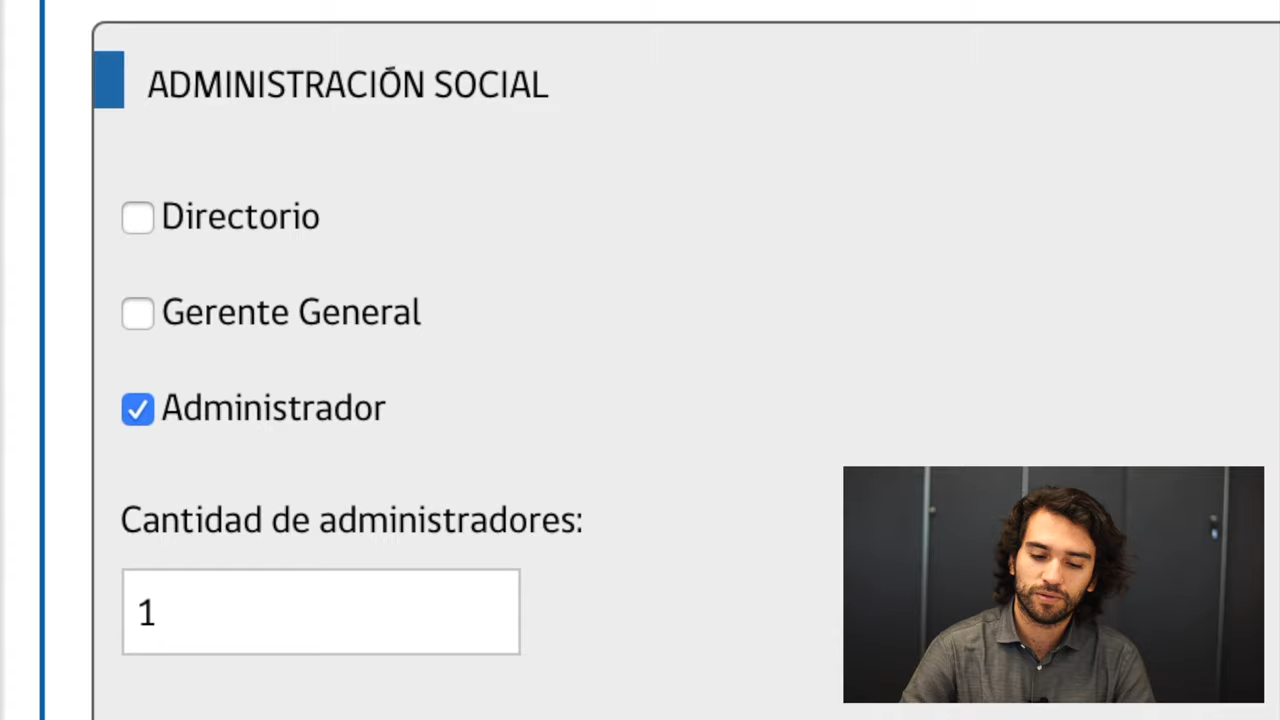 ADMINISTRACIÓN SOCIAL
Directorio
Gerente General
Administrador
Cantidad de administradores:
1